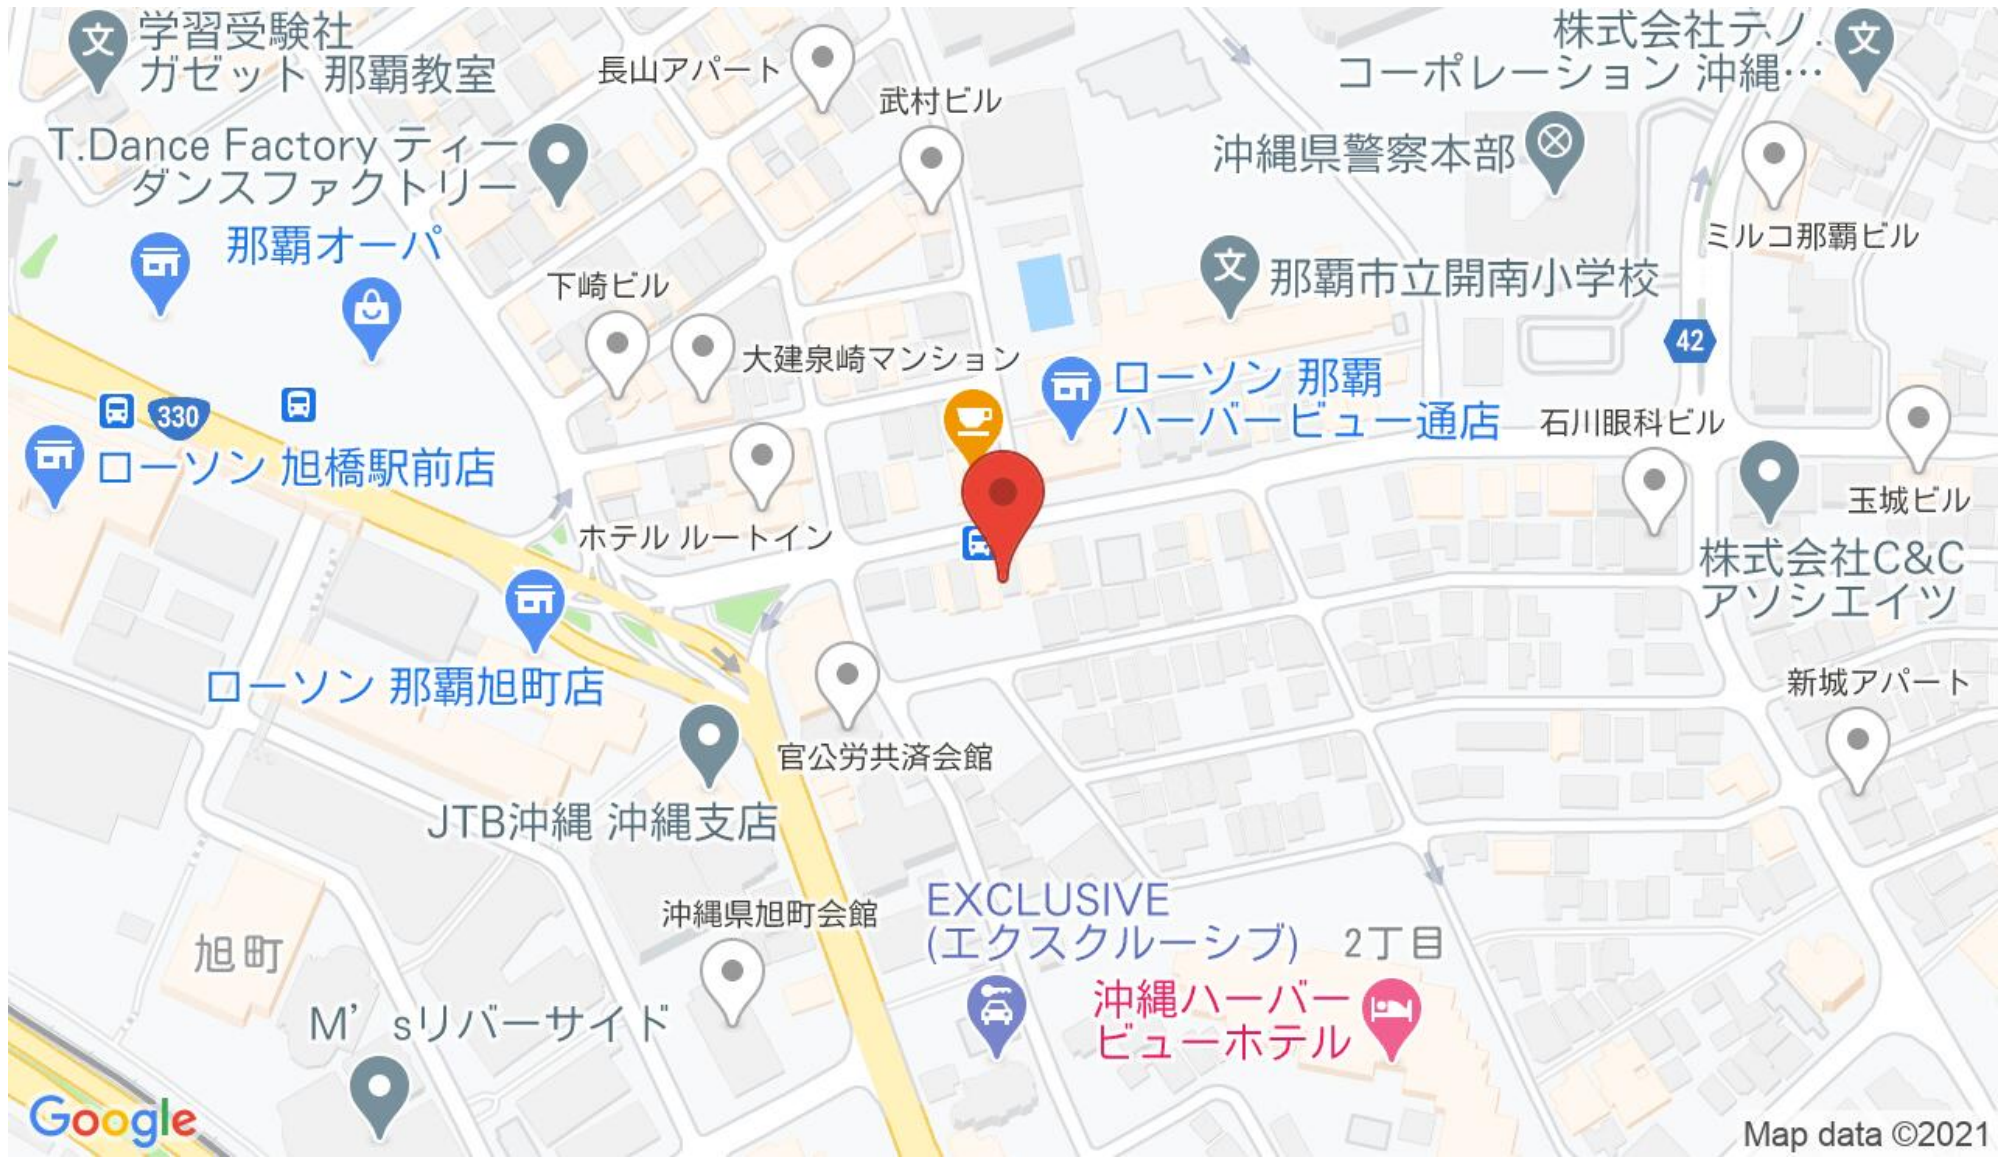 学習受験社
ガゼット 那覇教室
長山アパート
武村ビル
株式会社テノ.
コーポレーション 沖縄…
T.Dance Factory ティー
ダンスファクトリー
沖縄県警察本部
ミルコ那覇ビル
那覇オーパ
下崎ビル
那覇市立開南小学校
42
大建泉崎マンション
ローソン 那覇
ハーバービュー通店
330
石川眼科ビル
ローソン 旭橋駅前店
玉城ビル
ホテル ルートイン
株式会社C&C
アソシエイツ
ローソン 那覇旭町店
新城アパート
官公労共済会館
JTB沖縄 沖縄支店
沖縄県旭町会館
EXCLUSIVE
(エクスクルーシブ)
2丁目
旭町
沖縄ハーバー
ビューホテル
M’sリバーサイド
Google
Map data ©2021